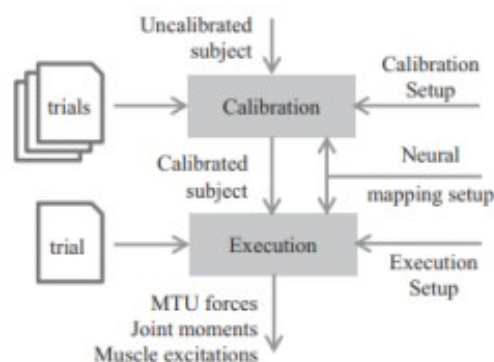 Uncalibrated
subject
trials
Calibration
Calibration
Setup
Calibrated
subject
Neural
mapping setup
trial
Execution
Execution
Setup
MTU forces
Joint moments
Muscle excitations